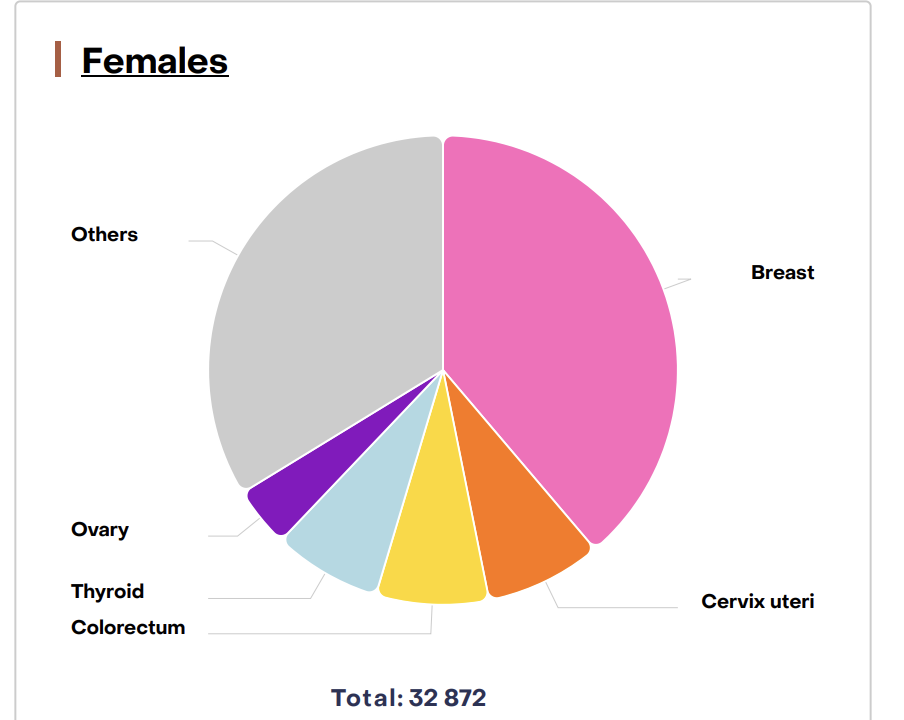 Females
Others
Breast
Ovary
Thyroid
Cervix uteri
Colorectum
Total: 32 872